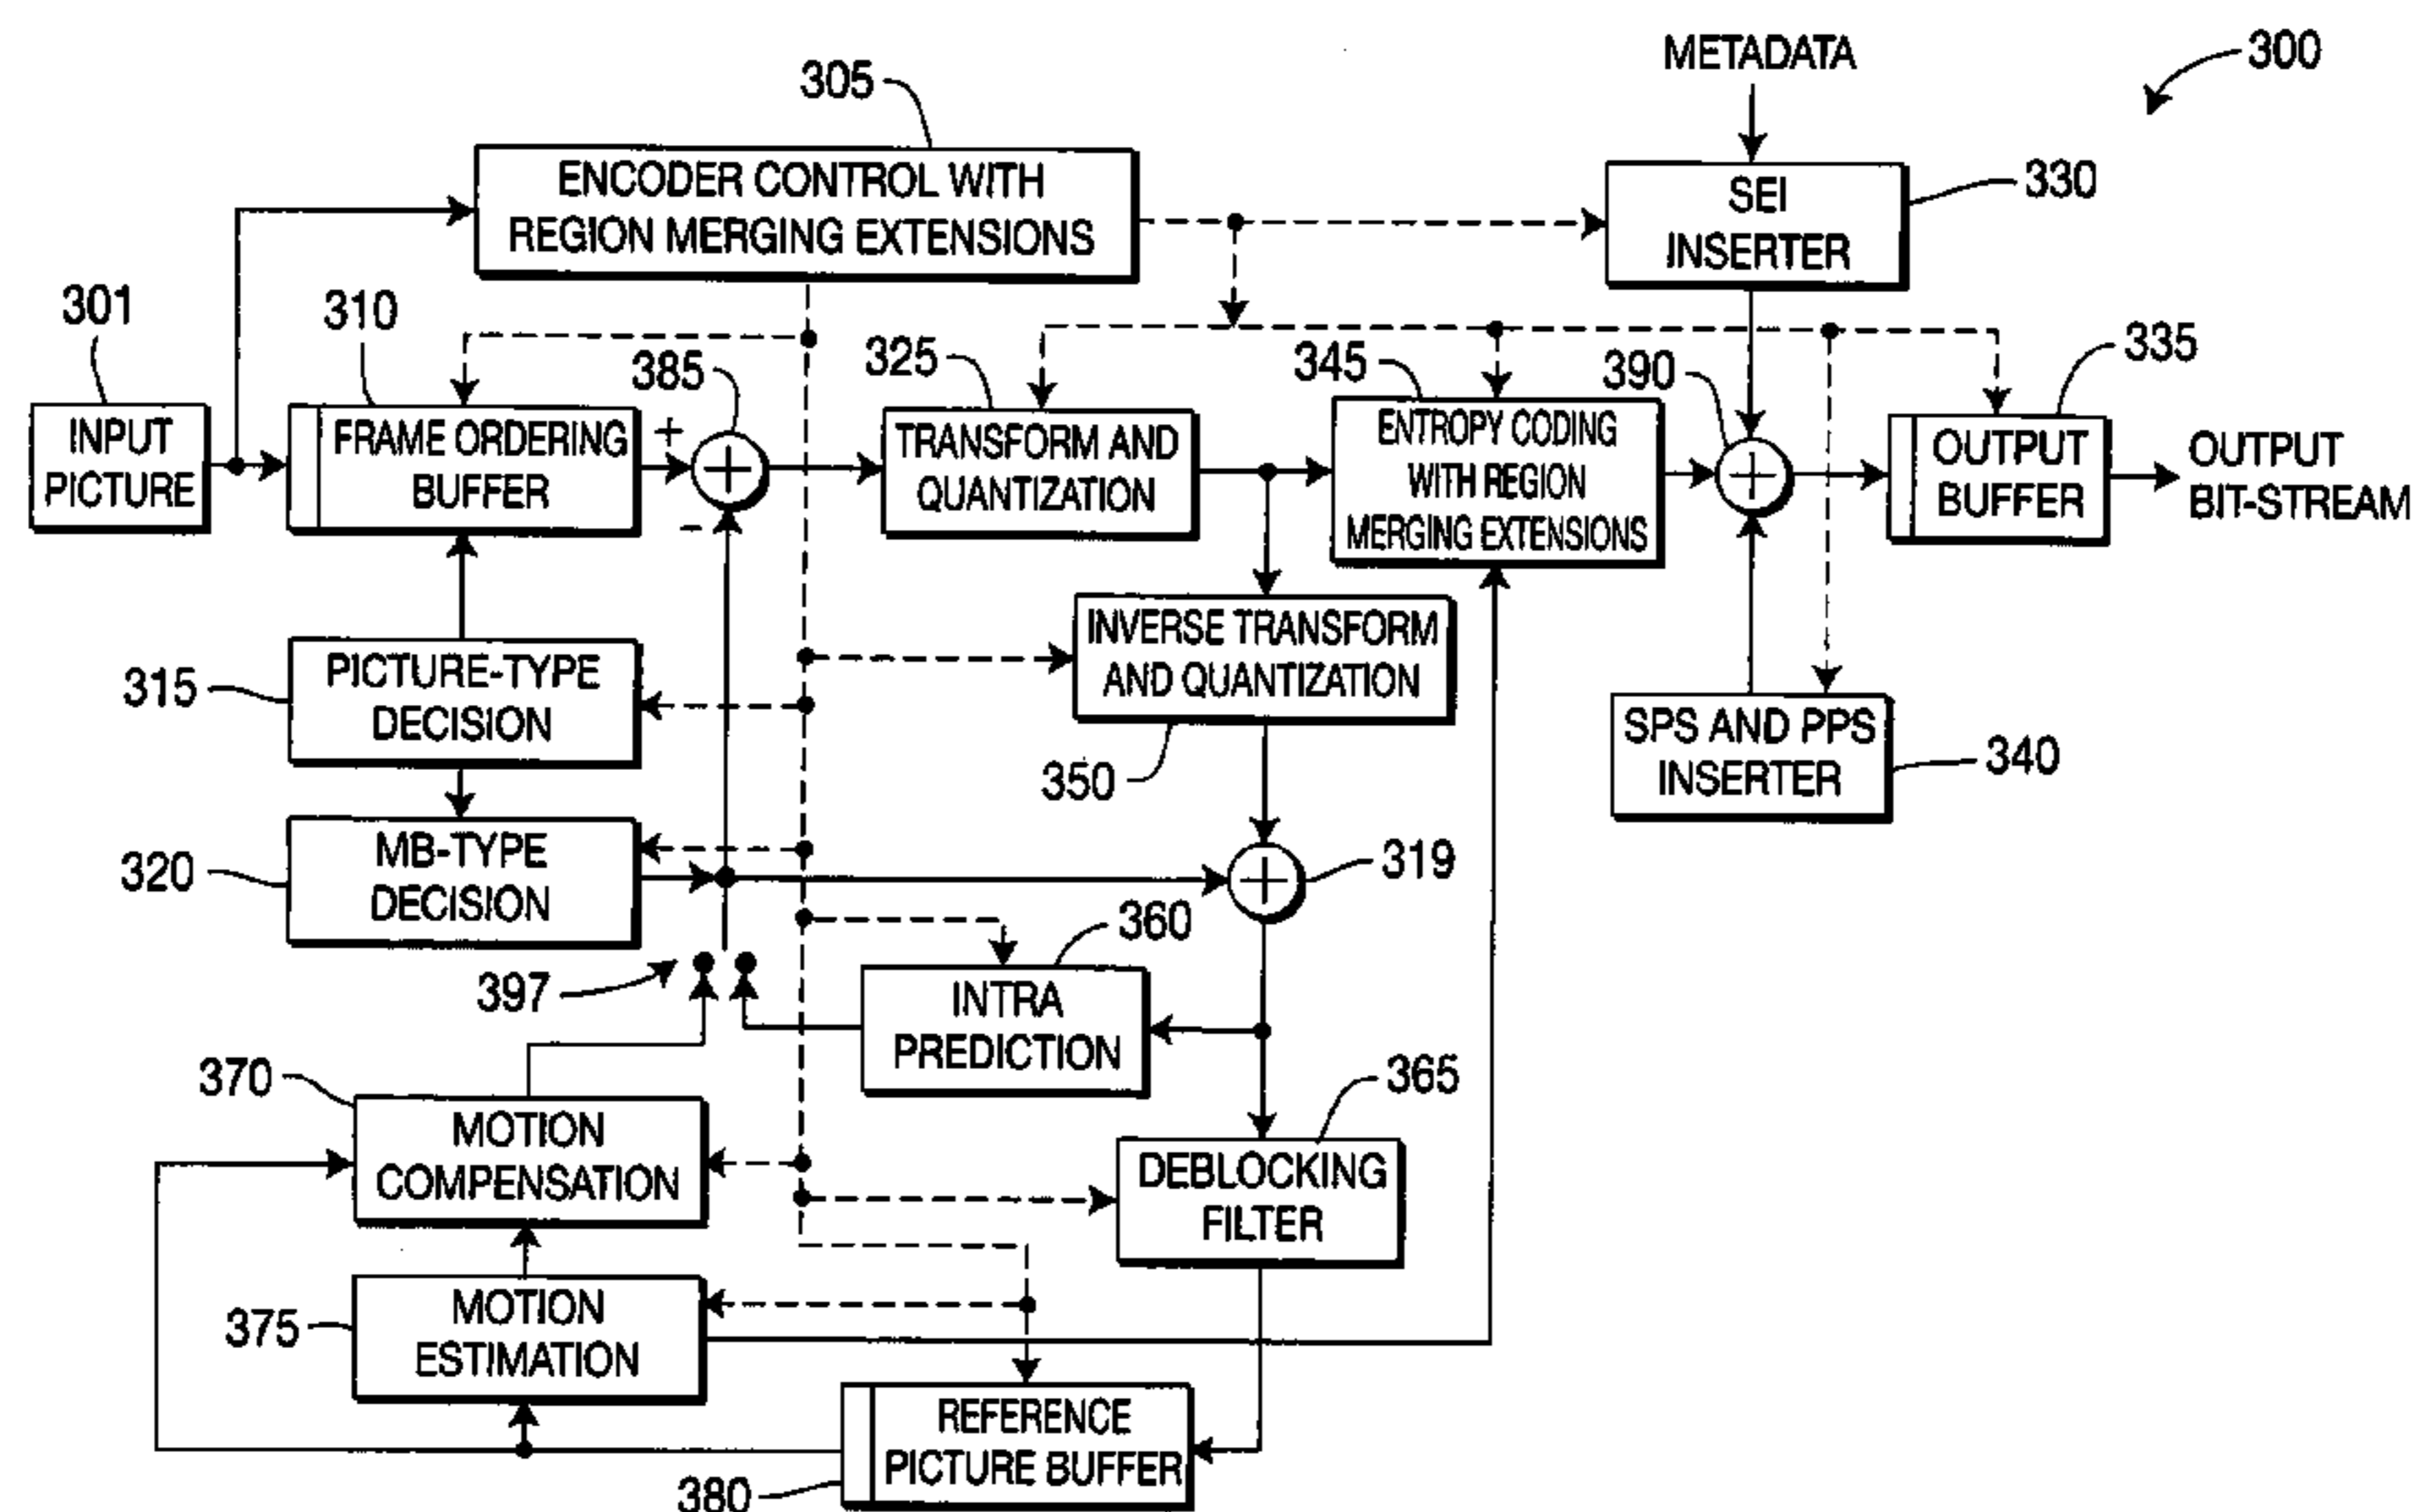 METADATA
300
305
ENCODER CONTROL WITH
REGION MERGING EXTENSIONS
SEI
INSERTER
330
301
310
385
325
345
390
335
INPUT
PICTURE
FRAME ORDERING
BUFFER
+
-
+
TRANSFORM AND
QUANTIZATION
ENTROPY CODING
WITH REGION
MERGING EXTENSIONS
+
OUTPUT
BUFFER
OUTPUT
BIT-STREAM
315
PICTURE-TYPE
DECISION
INVERSE TRANSFORM
AND QUANTIZATION
350
SPS AND PPS
INSERTER
340
320
MB-TYPE
DECISION
+
319
397
360
INTRA
PREDICTION
370
MOTION
COMPENSATION
365
DEBLOCKING
FILTER
375
MOTION
ESTIMATION
REFERENCE
PICTURE BUFFER
380